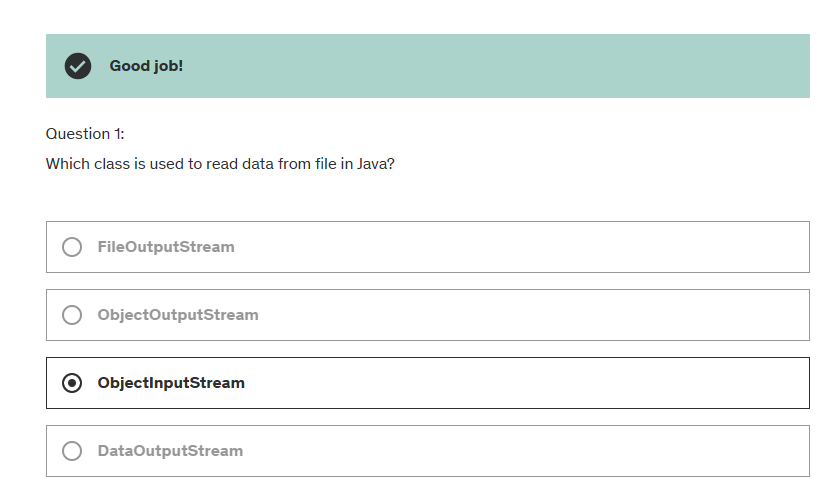 Good job!
Question 1:
Which class is used to read data from file in Java?
FileOutputStream
ObjectOutputStream
ObjectInputStream
DataOutputStream